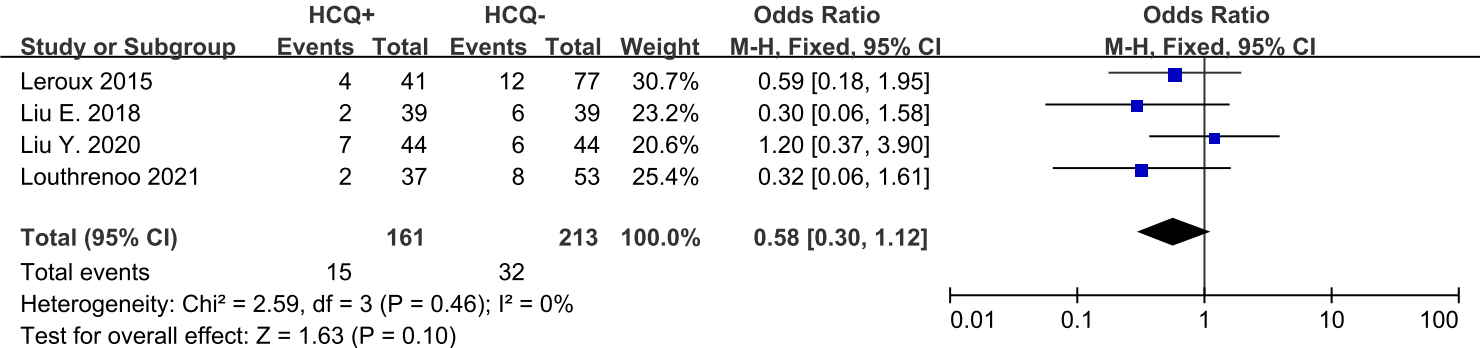 HCQ+ HCQ- Odds Ratio Odds Ratio
Study or Subgroup Events Total Events Total Weight M-H, Fixed, 95% CI M-H, Fixed, 95% CI
Leroux 2015 4 41 12 77 30.7% 0.59 [0.18, 1.95]
Liu E. 2018 2 39 6 39 23.2% 0.30 [0.06, 1.58]
Liu Y. 2020 7 44 6 44 20.6% 1.20 [0.37, 3.90]
Louthrenoo 2021 2 37 8 53 25.4% 0.32 [0.06, 1.61]
Total (95% CI) 161 213 100.0% 0.58 [0.30, 1.12]
Total events 15 32
Heterogeneity: Chi² = 2.59, df = 3 (P = 0.46); I² = 0%
Test for overall effect: Z = 1.63 (P = 0.10)
0.01 0.1 1 10 100